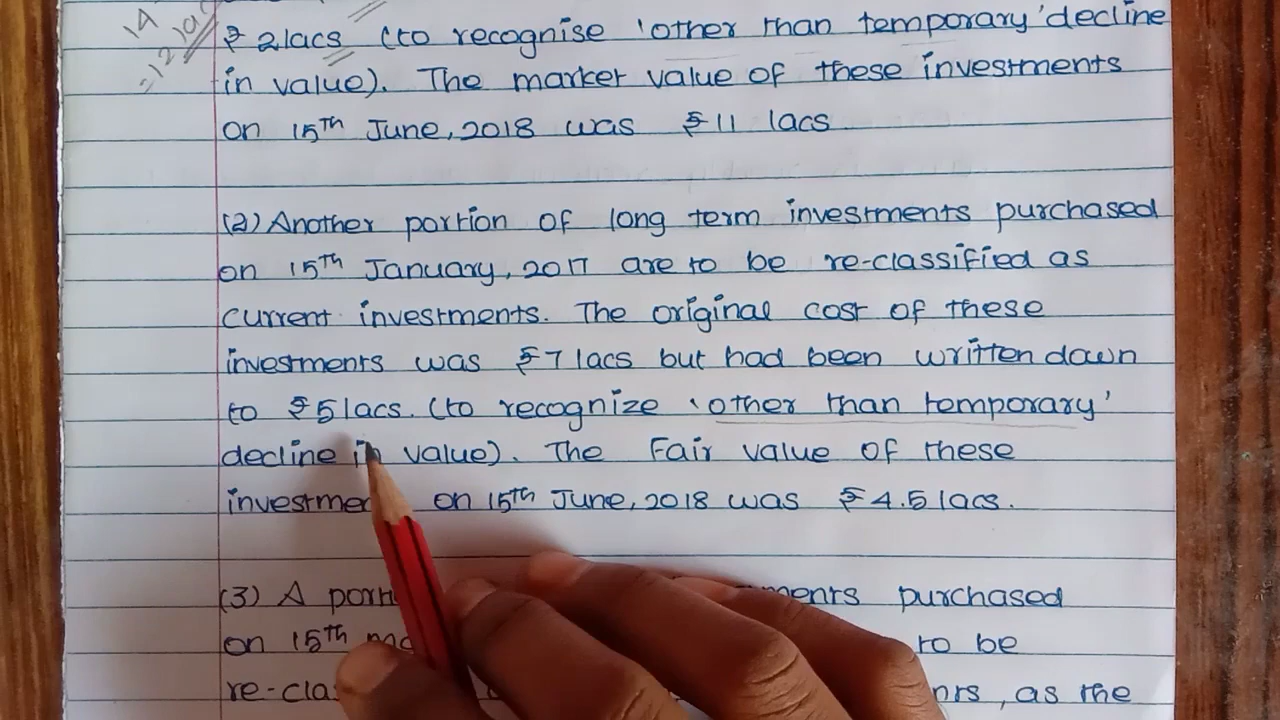 14
=12 lac
₹ 2lacs (to recognise 'other than temporary' decline
in value). The market value of these investments
on 15th June, 2018 was ₹11 lacs
(2) Another portion of long term investments purchased
on 15th January, 2017 are to be re-classified as
current investments. The original cost of these
investments was ₹7 lacs but had been written down
to ₹5 lacs. (to recognize 'other than temporary'
decline in value). The Fair value of these
on 15th June, 2018 was ₹4.5 lacs.
(3) A purchased
on 15th to be
as the